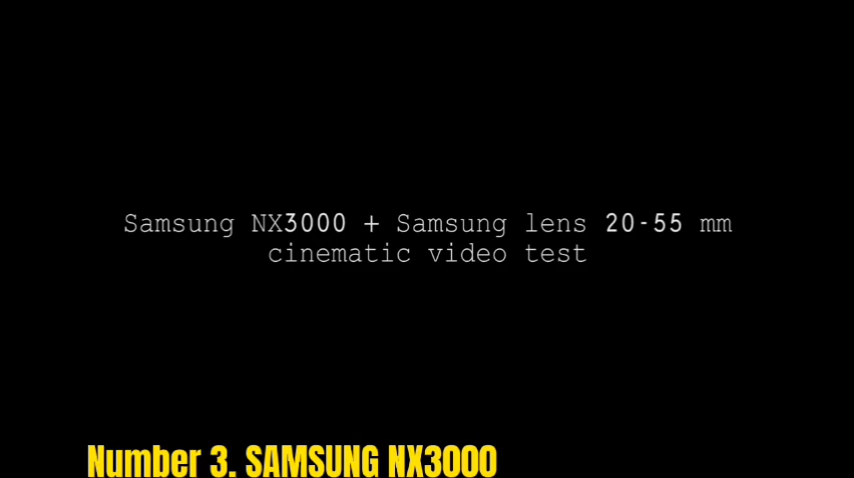 Samsung NX3000 + Samsung lens 20-55 mm
cinematic video test
Number 3. SAMSUNG NX3000